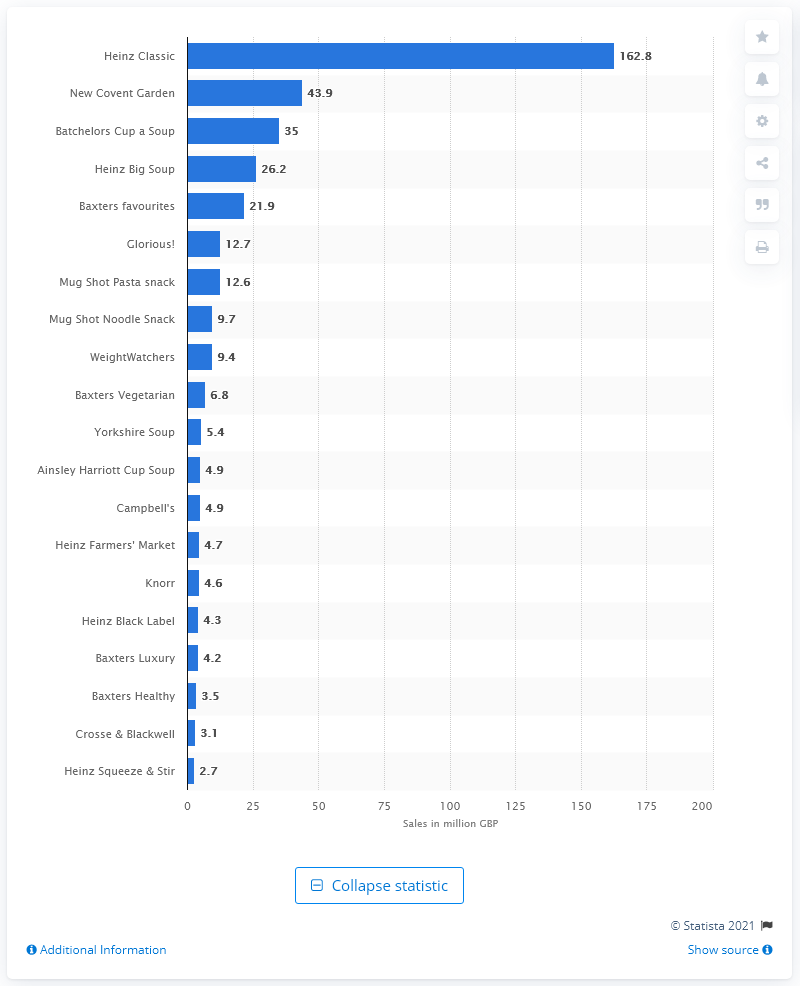 Heinz Classic 162.8
New Covent Garden 43.9
Batchelors Cup a Soup 35
Heinz Big Soup 26.2
Baxters favourites 21.9
Glorious! 12.7
Mug Shot Pasta snack 12.6
Mug Shot Noodle Snack 9.7
WeightWatchers 9.4
Baxters Vegetarian 6.8
Yorkshire Soup 5.4
Ainsley Harriott Cup Soup 4.9
Campbell's 4.9
Heinz Farmers' Market 4.7
Knorr 4.6
Heinz Black Label 4.3
Baxters Luxury 4.2
Baxters Healthy 3.5
Crosse & Blackwell 3.1
Heinz Squeeze & Stir 2.7
0 25 50 75 100 125 150 175 200
Sales in million GBP
Collapse statistic
© Statista 2021
Additional Information Show source